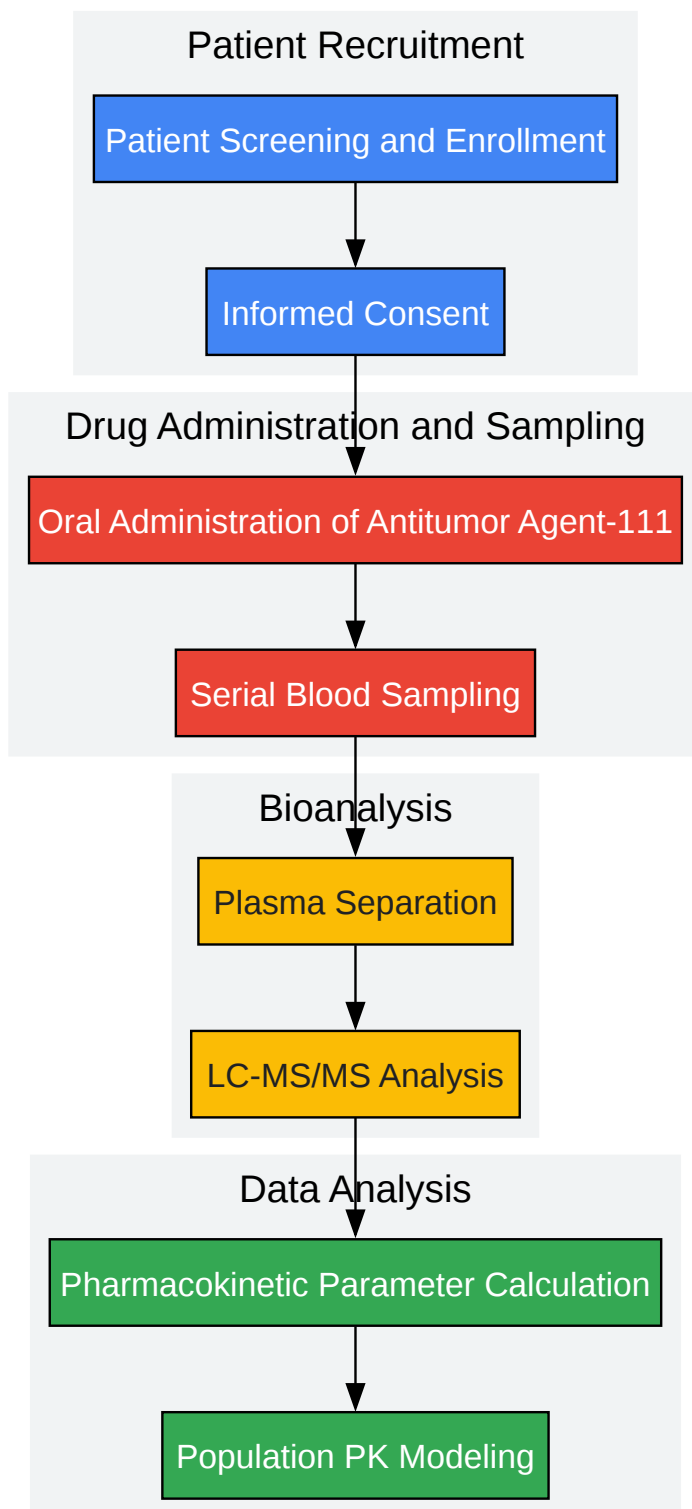 Patient Recruitment
Patient Screening and Enrollment
Informed Consent
Drug Administration and Sampling
Oral Administration of Antitumor Agent-111
Serial Blood Sampling
Bioanalysis
Plasma Separation
LC-MS/MS Analysis
Data Analysis
Pharmacokinetic Parameter Calculation
Population PK Modeling